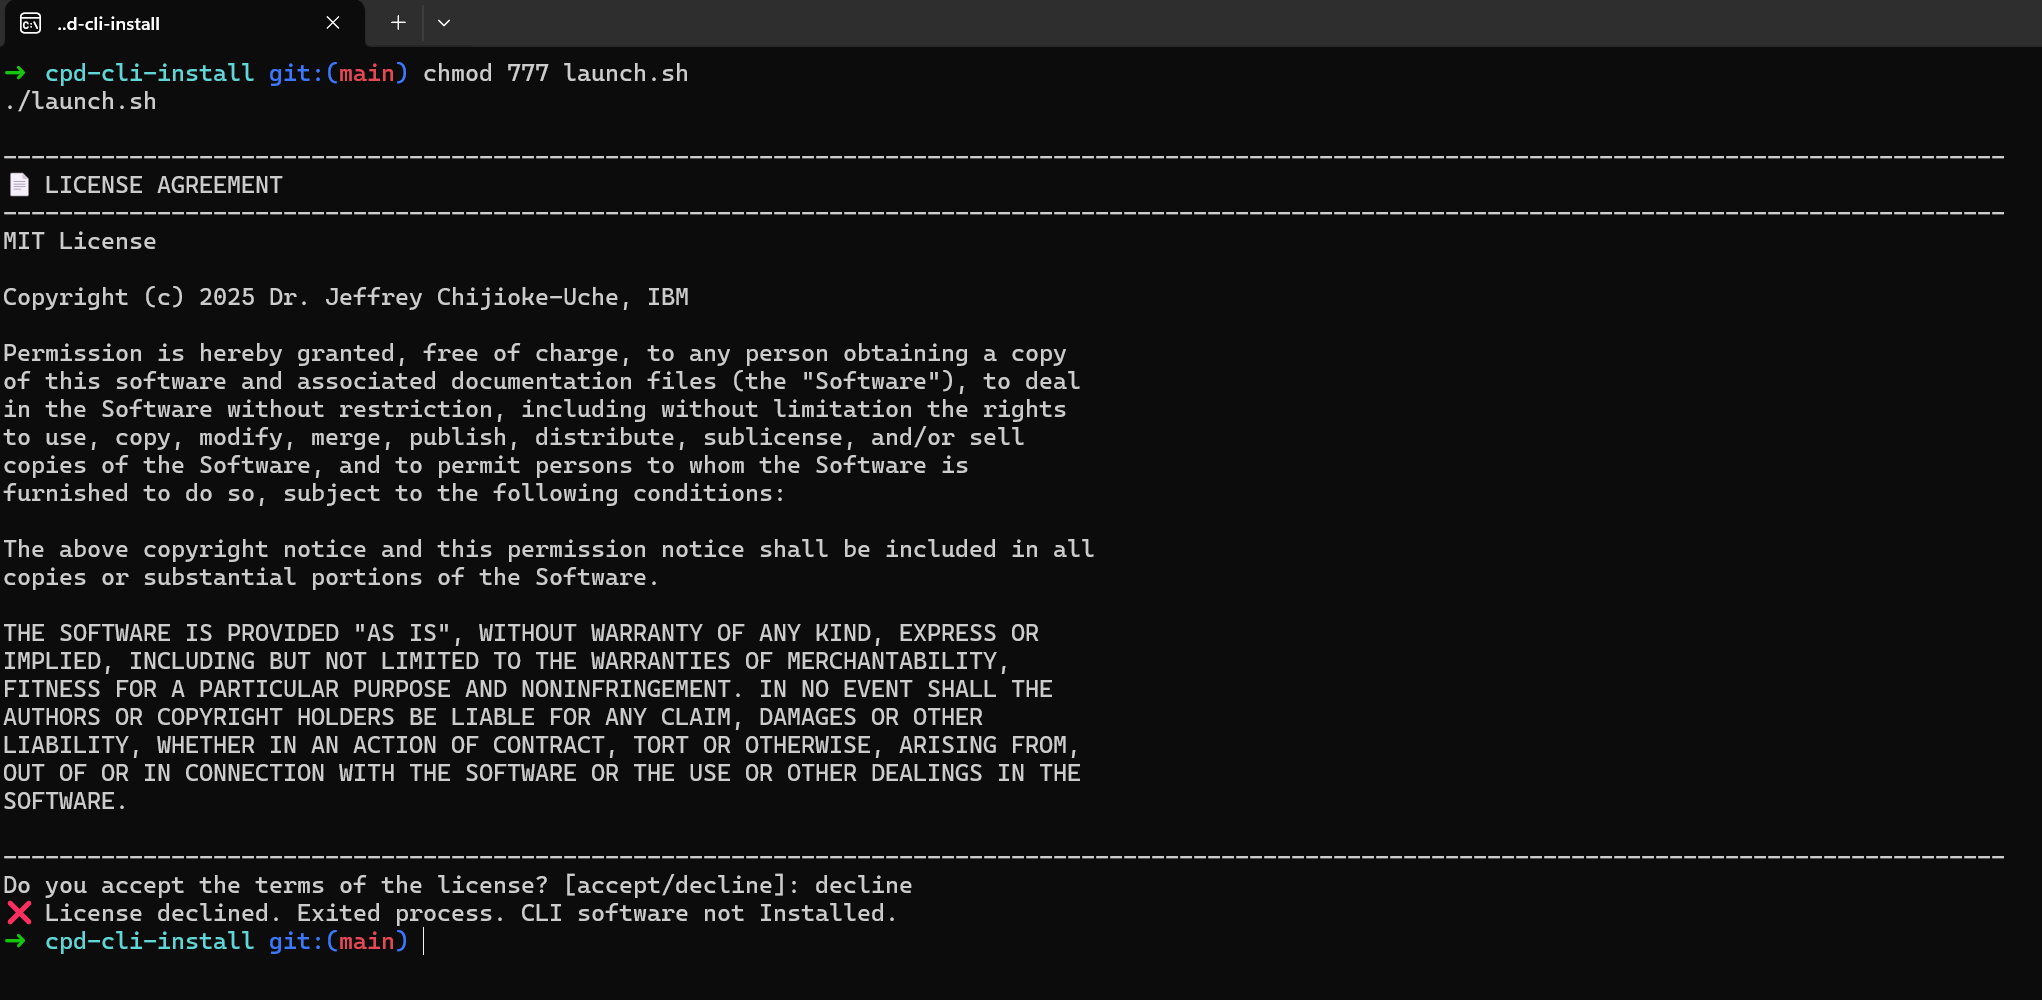 ..d-cli-install
➜ cpd-cli-install git:(main) chmod 777 launch.sh
./launch.sh
-----------------------------------------------------------------------------------------------------------------------------------------------
📄 LICENSE AGREEMENT
-----------------------------------------------------------------------------------------------------------------------------------------------
MIT License
Copyright (c) 2025 Dr. Jeffrey Chijioke-Uche, IBM
Permission is hereby granted, free of charge, to any person obtaining a copy
of this software and associated documentation files (the "Software"), to deal
in the Software without restriction, including without limitation the rights
to use, copy, modify, merge, publish, distribute, sublicense, and/or sell
copies of the Software, and to permit persons to whom the Software is
furnished to do so, subject to the following conditions:
The above copyright notice and this permission notice shall be included in all
copies or substantial portions of the Software.
THE SOFTWARE IS PROVIDED "AS IS", WITHOUT WARRANTY OF ANY KIND, EXPRESS OR
IMPLIED, INCLUDING BUT NOT LIMITED TO THE WARRANTIES OF MERCHANTABILITY,
FITNESS FOR A PARTICULAR PURPOSE AND NONINFRINGEMENT. IN NO EVENT SHALL THE
AUTHORS OR COPYRIGHT HOLDERS BE LIABLE FOR ANY CLAIM, DAMAGES OR OTHER
LIABILITY, WHETHER IN AN ACTION OF CONTRACT, TORT OR OTHERWISE, ARISING FROM,
OUT OF OR IN CONNECTION WITH THE SOFTWARE OR THE USE OR OTHER DEALINGS IN THE
SOFTWARE.
-----------------------------------------------------------------------------------------------------------------------------------------------
Do you accept the terms of the license? [accept/decline]: decline
❌ License declined. Exited process. CLI software not Installed.
➜ cpd-cli-install git:(main)